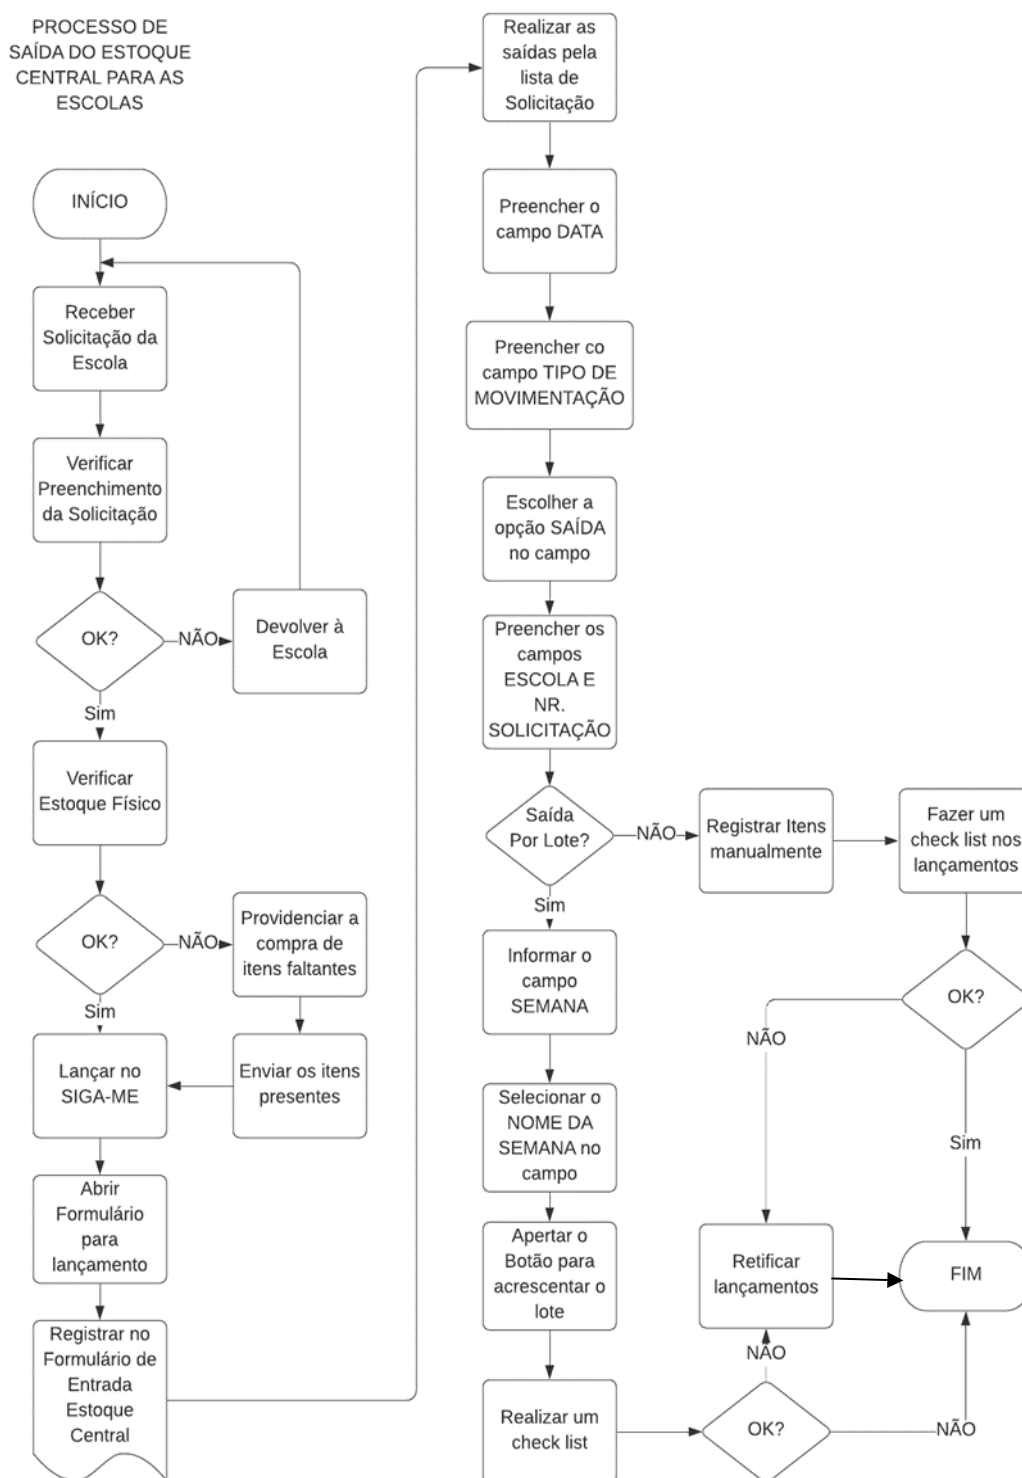 PROCESSO DE
SAÍDA DO ESTOQUE
CENTRAL PARA AS
ESCOLAS
INÍCIO
Receber
Solicitação da
Escola
Verificar
Preenchimento
da Solicitação
OK?
NÃO
Devolver à
Escola
Sim
Verificar
Estoque Físico
OK?
NÃO
Providenciar a
compra de
itens faltantes
Enviar os itens
presentes
Sim
Lançar no
SIGA-ME
Abrir
Formulário
para
lançamento
Registrar no
Formulário de
Entrada
Estoque
Central
Realizar as
saídas pela
lista de
Solicitação
Preencher o
campo DATA
Preencher co
campo TIPO DE
MOVIMENTAÇÃO
Escolher a
opção SAÍDA
no campo
Preencher os
campos
ESCOLA E
NR.
SOLICITAÇÃO
Saída
Por Lote?
NÃO
Registrar Itens
manualmente
Fazer um
check list nos
lançamentos
OK?
NÃO
Sim
Sim
Informar o
campo
SEMANA
Selecionar o
NOME DA
SEMANA no
campo
Apertar o
Botão para
acrescentar o
lote
Realizar um
check list
OK?
NÃO
NÃO
Retificar
lançamentos
FIM